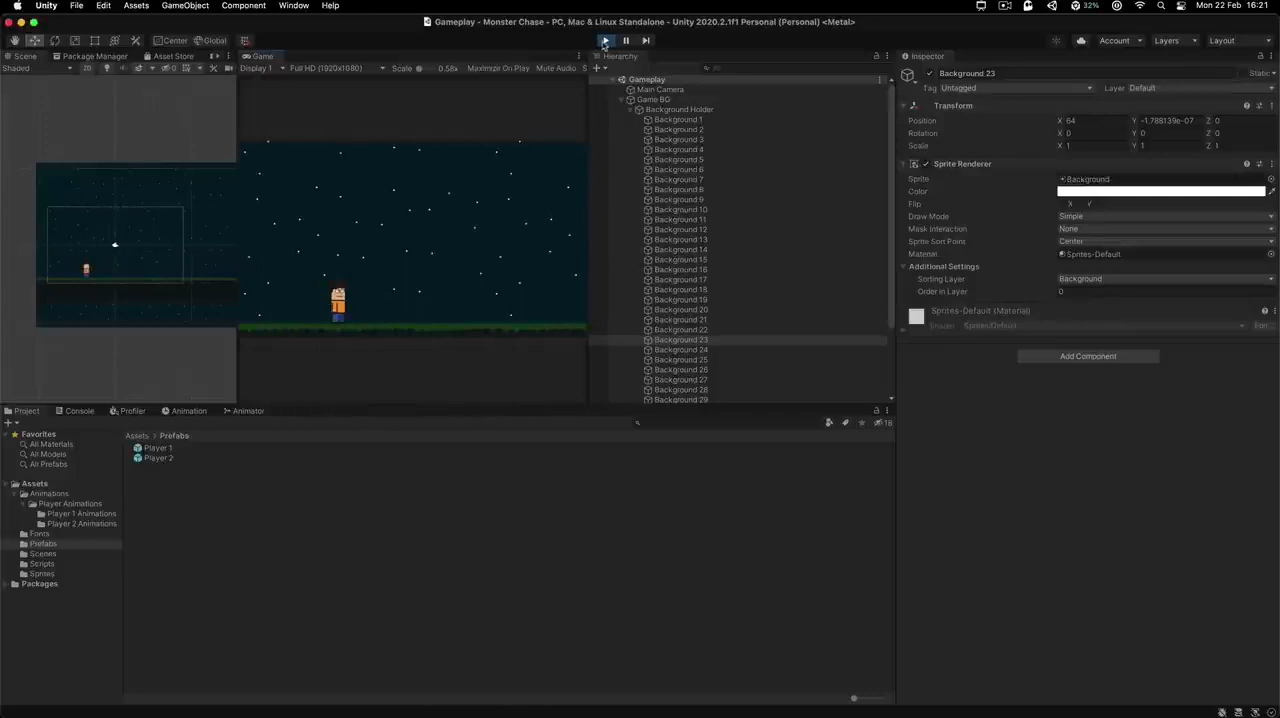 Unity File Edit Assets GameObject Component Window Help 32% Mon 22 Feb 16:21
Gameplay - Monster Chase - PC, Mac & Linux Standalone - Unity 2020.2.1f1 Personal (Personal) <Metal>
Center Global Account Layers Layout
Scene Package Manager Asset Store Game Hierarchy Inspector
Shaded 2D 0 Display 1 Full HD (1920x1080) Scale 0.58x Maximize On Play Mute Audio S All
Background 23 Static
Tag Untagged Layer Default
Gameplay
Main Camera
Game BG
Background Holder
Background 1
Background 2
Background 3
Background 4
Background 5
Background 6
Background 7
Background 8
Background 9
Background 10
Background 11
Background 12
Background 13
Background 14
Background 15
Background 16
Background 17
Background 18
Background 19
Background 20
Background 21
Background 22
Background 23
Background 24
Background 25
Background 26
Background 27
Background 28
Background 29
Transform
Position X 64 Y -1.788139e-07 Z 0
Rotation X 0 Y 0 Z 0
Scale X 1 Y 1 Z 1
Sprite Renderer
Sprite Background
Color
Flip X Y
Draw Mode Simple
Mask Interaction None
Sprite Sort Point Center
Material Sprites-Default
Additional Settings
Sorting Layer Background
Order in Layer 0
Sprites-Default (Material)
Shader Sprites/Default
Add Component
Project Console Profiler Animation Animator
18
Favorites
All Materials
All Models
All Prefabs
Assets
Animations
Player Animations
Player 1 Animations
Player 2 Animations
Fonts
Prefabs
Scenes
Scripts
Sprites
Packages
Assets > Prefabs
Player 1
Player 2